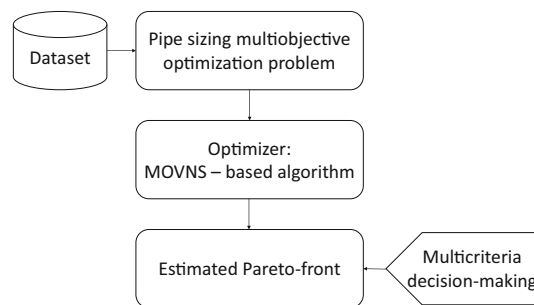 Dataset
Pipe sizing multiobjective
optimization problem
Optimizer:
MOVNS – based algorithm
Estimated Pareto-front
Multicriteria
decision-making